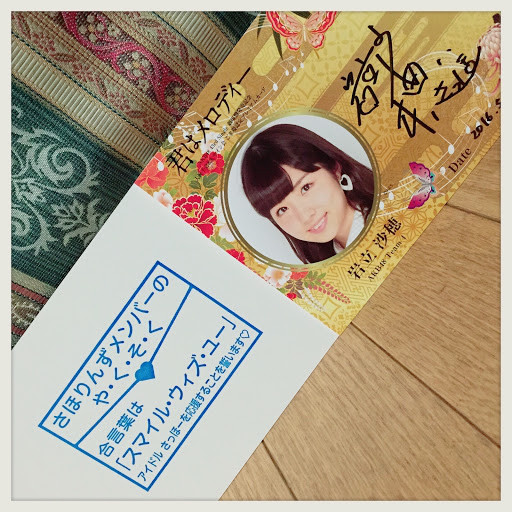 君はメロディー
岩立 沙穂
AKB48 Team 4
Date
2016.5
さほりんずメンバーの
や・く・そ・く
合言葉は
「スマイル・ウィズ・ユー」
アイドル さっほーを応援することを誓います♡